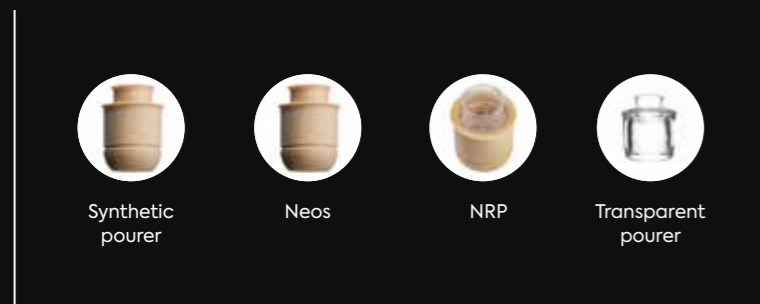 Synthetic
pourer
Neos
NRP
Transparent
pourer